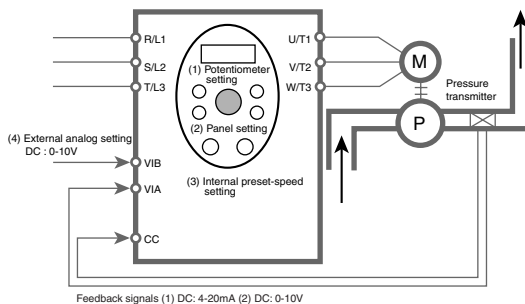 R/L1
S/L2
T/L3
U/T1
V/T2
W/T3
(1) Potentiometer
setting
(2) Panel setting
(3) Internal preset-speed
setting
M
P
Pressure
transmitter
(4) External analog setting
DC : 0-10V
VIB
VIA
CC
Feedback signals (1) DC: 4-20mA (2) DC: 0-10V